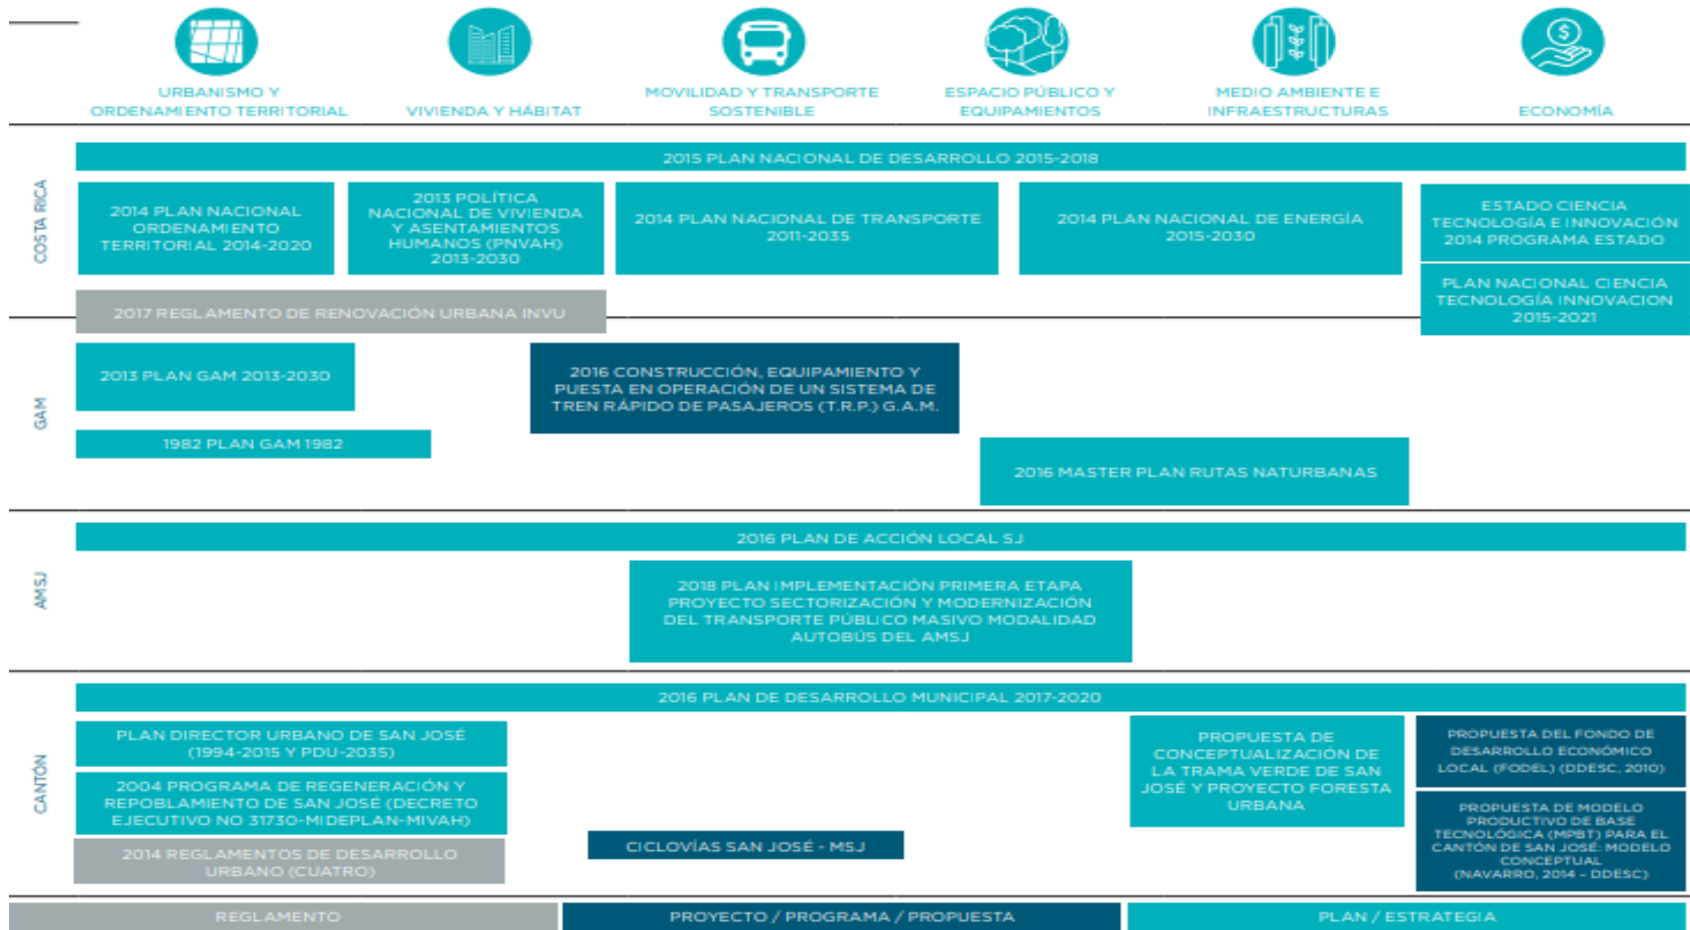 URBANISMO Y
ORDENAMIENTO TERRITORIAL
VIVIENDA Y HÁBITAT
MOVILIDAD Y TRANSPORTE
SOSTENIBLE
ESPACIO PÚBLICO Y
EQUIPAMIENTOS
MEDIO AMBIENTE E
INFRAESTRUCTURAS
$
ECONOMÍA
COSTA RICA
2015 PLAN NACIONAL DE DESARROLLO 2015-2018
2014 PLAN NACIONAL
ORDENAMIENTO
TERRITORIAL 2014-2020
2013 POLÍTICA
NACIONAL DE VIVIENDA
Y ASENTAMIENTOS
HUMANOS (PNVAH)
2013-2030
2014 PLAN NACIONAL DE TRANSPORTE
2011-2035
2014 PLAN NACIONAL DE ENERGÍA
2015-2030
ESTADO CIENCIA
TECNOLOGÍA E INNOVACIÓN
2014 PROGRAMA ESTADO
PLAN NACIONAL CIENCIA
TECNOLOGÍA INNOVACION
2015-2021
2017 REGLAMENTO DE RENOVACIÓN URBANA INVU
GAM
2013 PLAN GAM 2013-2030
2016 CONSTRUCCIÓN, EQUIPAMIENTO Y
PUESTA EN OPERACIÓN DE UN SISTEMA DE
TREN RÁPIDO DE PASAJEROS (T.R.P.) G.A.M.
1982 PLAN GAM 1982
2016 MASTER PLAN RUTAS NATURBANAS
AMSJ
2016 PLAN DE ACCIÓN LOCAL SJ
2018 PLAN IMPLEMENTACIÓN PRIMERA ETAPA
PROYECTO SECTORIZACIÓN Y MODERNIZACIÓN
DEL TRANSPORTE PÚBLICO MASIVO MODALIDAD
AUTOBÚS DEL AMSJ
CANTÓN
2016 PLAN DE DESARROLLO MUNICIPAL 2017-2020
PLAN DIRECTOR URBANO DE SAN JOSÉ
(1994-2015 Y PDU-2035)
2004 PROGRAMA DE REGENERACIÓN Y
REPOBLAMIENTO DE SAN JOSÉ (DECRETO
EJECUTIVO NO 31730-MIDEPLAN-MIVAH)
2014 REGLAMENTOS DE DESARROLLO
URBANO (CUATRO)
CICLOVÍAS SAN JOSÉ - MSJ
PROPUESTA DE
CONCEPTUALIZACIÓN DE
LA TRAMA VERDE DE SAN
JOSÉ Y PROYECTO FORESTA
URBANA
PROPUESTA DEL FONDO DE
DESARROLLO ECONÓMICO
LOCAL (FODEL) (DDESC, 2010)
PROPUESTA DE MODELO
PRODUCTIVO DE BASE
TECNOLÓGICA (MPBT) PARA EL
CANTÓN DE SAN JOSÉ: MODELO
CONCEPTUAL
(NAVARRO, 2014 – DDESC)
REGLAMENTO
PROYECTO / PROGRAMA / PROPUESTA
PLAN / ESTRATEGIA